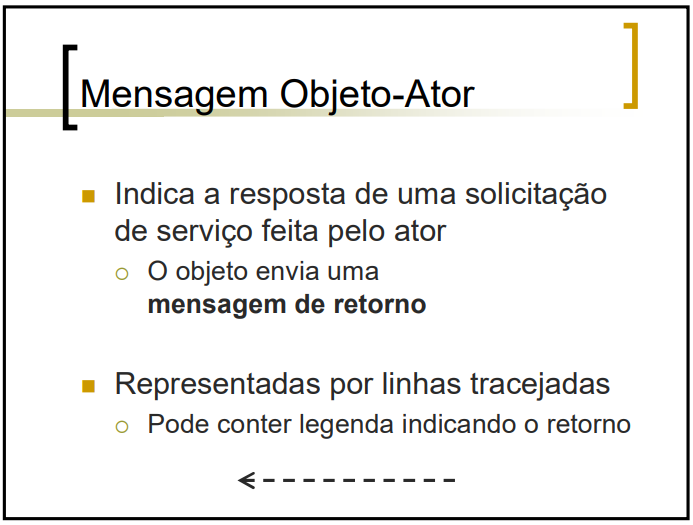 Mensagem Objeto-Ator
Indica a resposta de uma solicitação
de serviço feita pelo ator
O objeto envia uma
mensagem de retorno
Representadas por linhas tracejadas
Pode conter legenda indicando o retorno